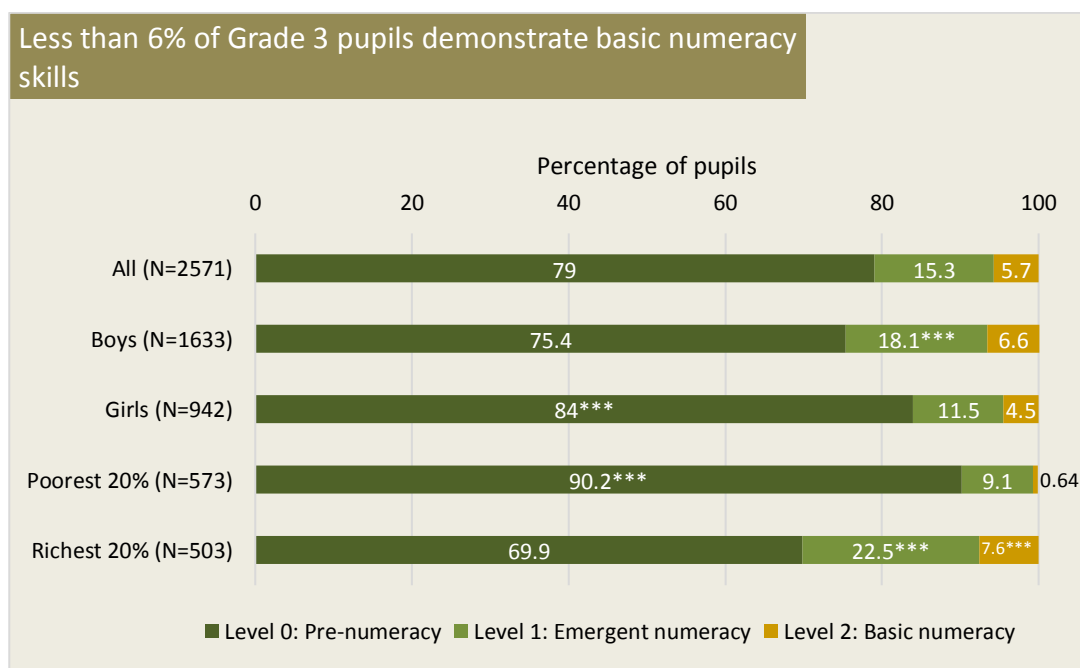 Less than 6% of Grade 3 pupils demonstrate basic numeracy
skills
Percentage of pupils
0 20 40 60 80 100
All (N=2571) 79 15.3 5.7
Boys (N=1633) 75.4 18.1*** 6.6
Girls (N=942) 84*** 11.5 4.5
Poorest 20% (N=573) 90.2*** 9.1 0.64
Richest 20% (N=503) 69.9 22.5*** 7.6***
Level 0: Pre-numeracy Level 1: Emergent numeracy Level 2: Basic numeracy